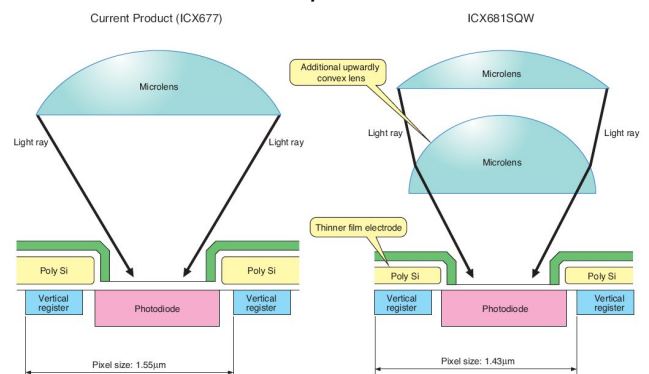 Current Product (ICX677)
Microlens
Light ray
Light ray
Poly Si
Poly Si
Vertical
register
Photodiode
Vertical
register
Pixel size: 1.55μm
ICX681SQW
Additional upwardly
convex lens
Microlens
Light ray
Light ray
Microlens
Thinner film electrode
Poly Si
Poly Si
Vertical
register
Photodiode
Vertical
register
Pixel size: 1.43μm